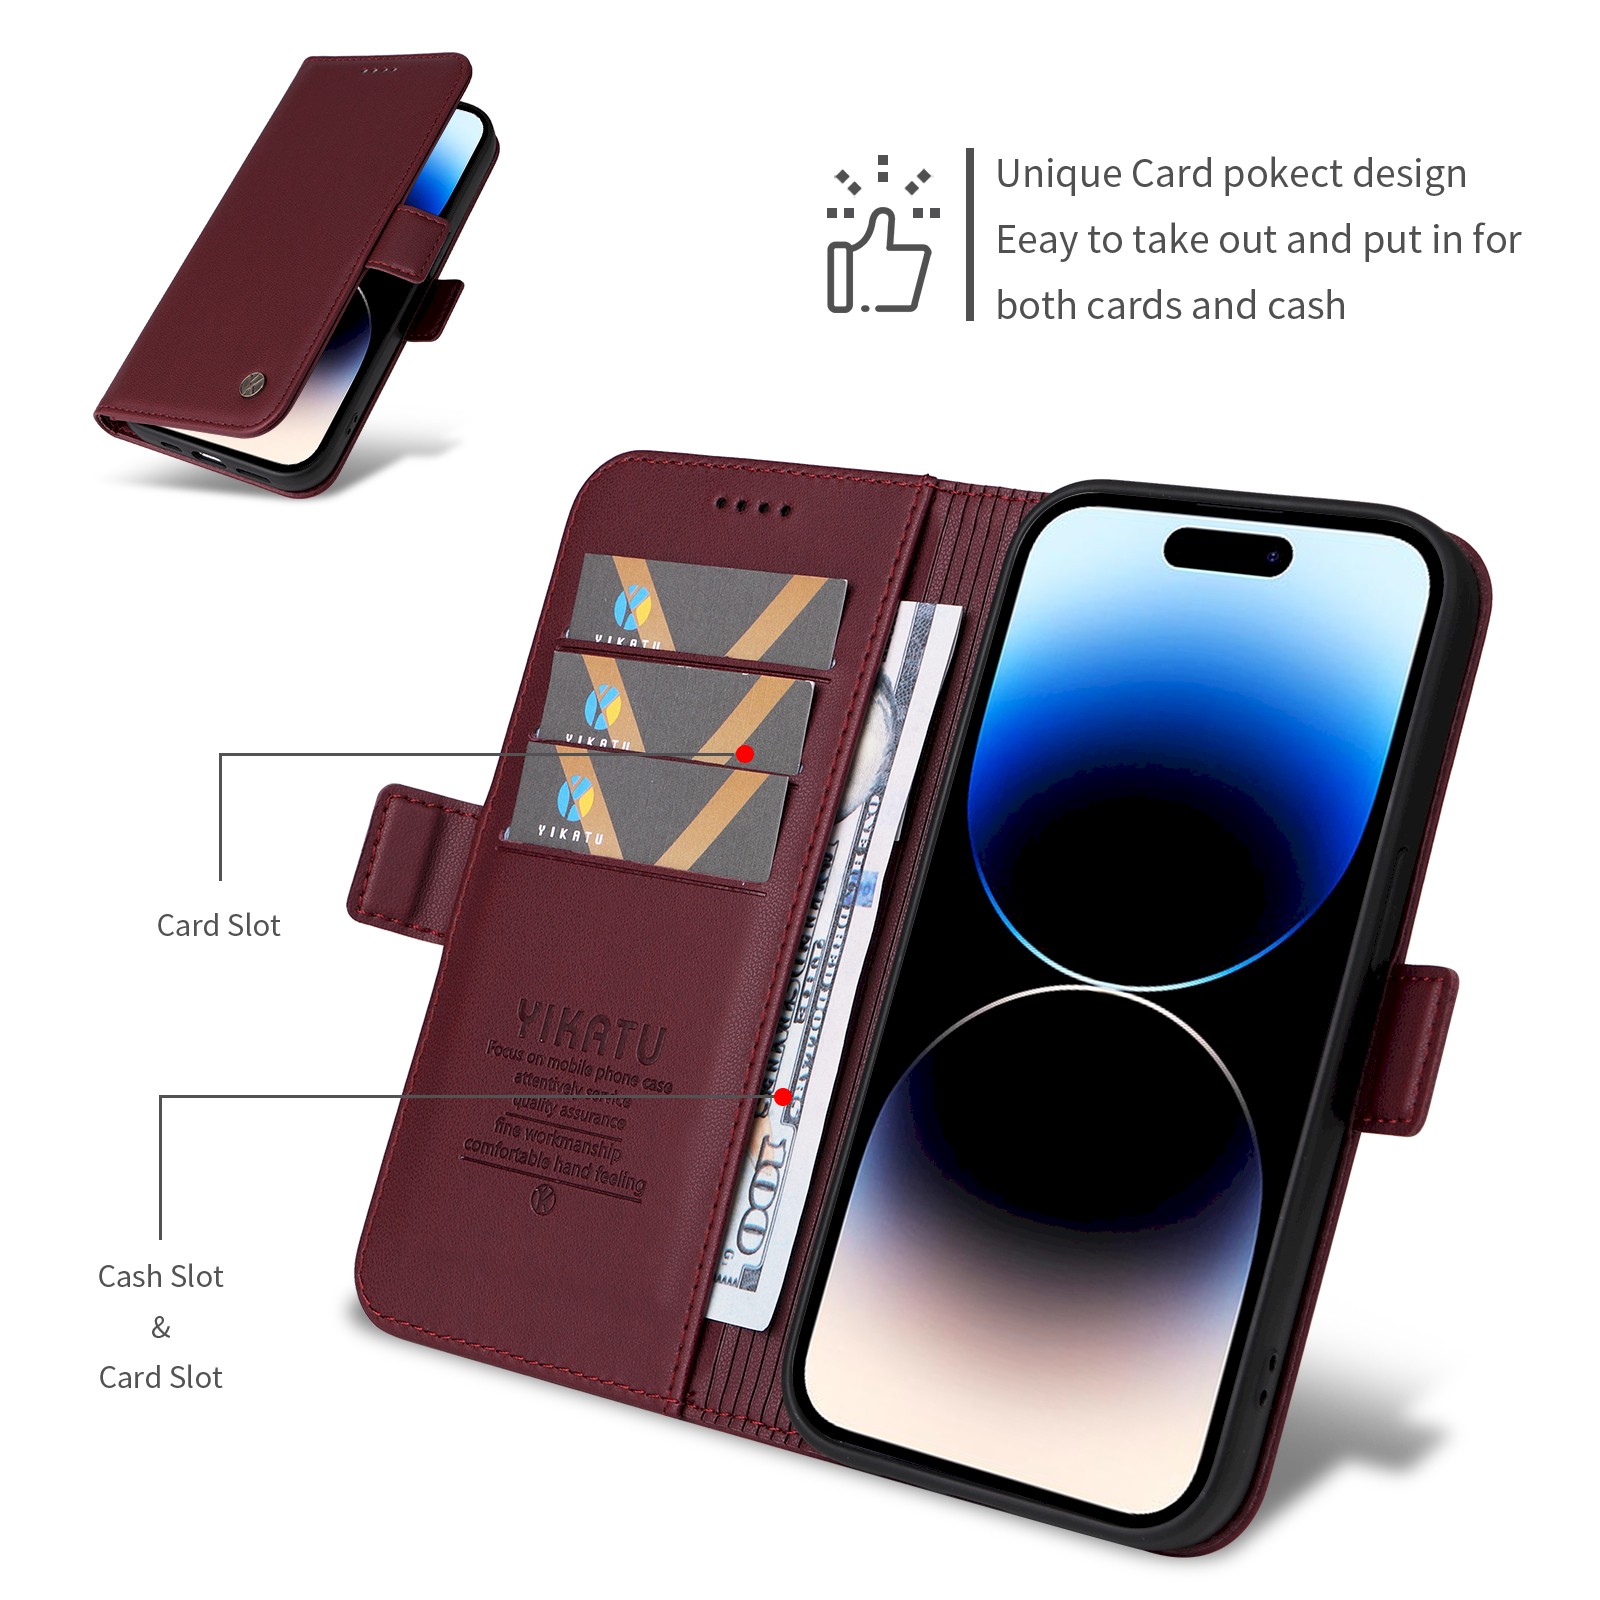 Unique Card pokect design
Eeay to take out and put in for
both cards and cash
YIKATU
YIKATU
YIKATU
Card Slot
YIKATU
Focus on mobile phone case
attentively service
quality assurance
fine workmanship
comfortable hand feeling
100
Cash Slot
&
Card Slot